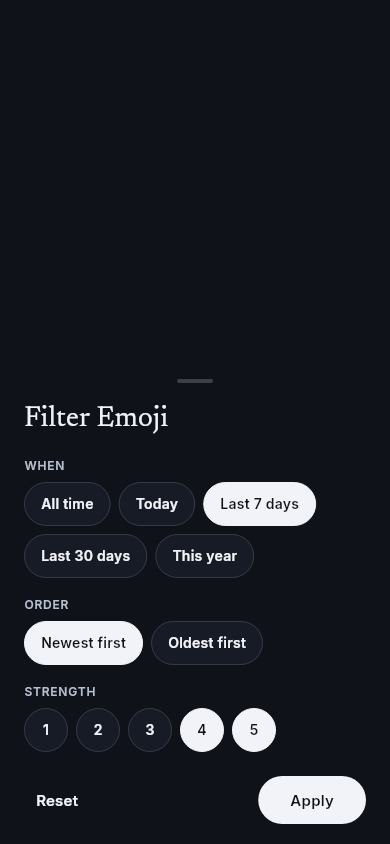 Filter Emoji
WHEN
All time Today Last 7 days
Last 30 days This year
ORDER
Newest first Oldest first
STRENGTH
1 2 3 4 5
Reset Apply